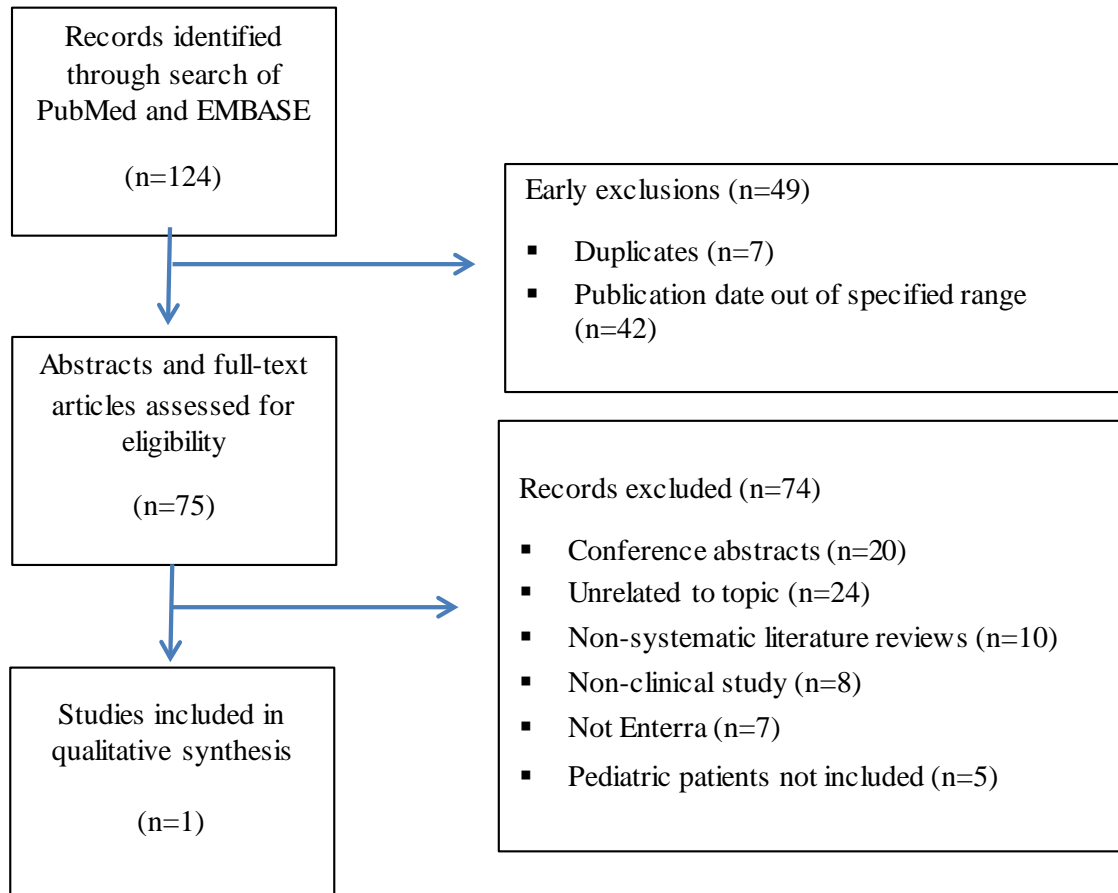 Records identified
through search of
PubMed and EMBASE
(n=124)
Early exclusions (n=49)
▪ Duplicates (n=7)
▪ Publication date out of specified range
(n=42)
Abstracts and full-text
articles assessed for
eligibility
(n=75)
Records excluded (n=74)
▪ Conference abstracts (n=20)
▪ Unrelated to topic (n=24)
▪ Non-systematic literature reviews (n=10)
▪ Non-clinical study (n=8)
▪ Not Enterra (n=7)
▪ Pediatric patients not included (n=5)
Studies included in
qualitative synthesis
(n=1)